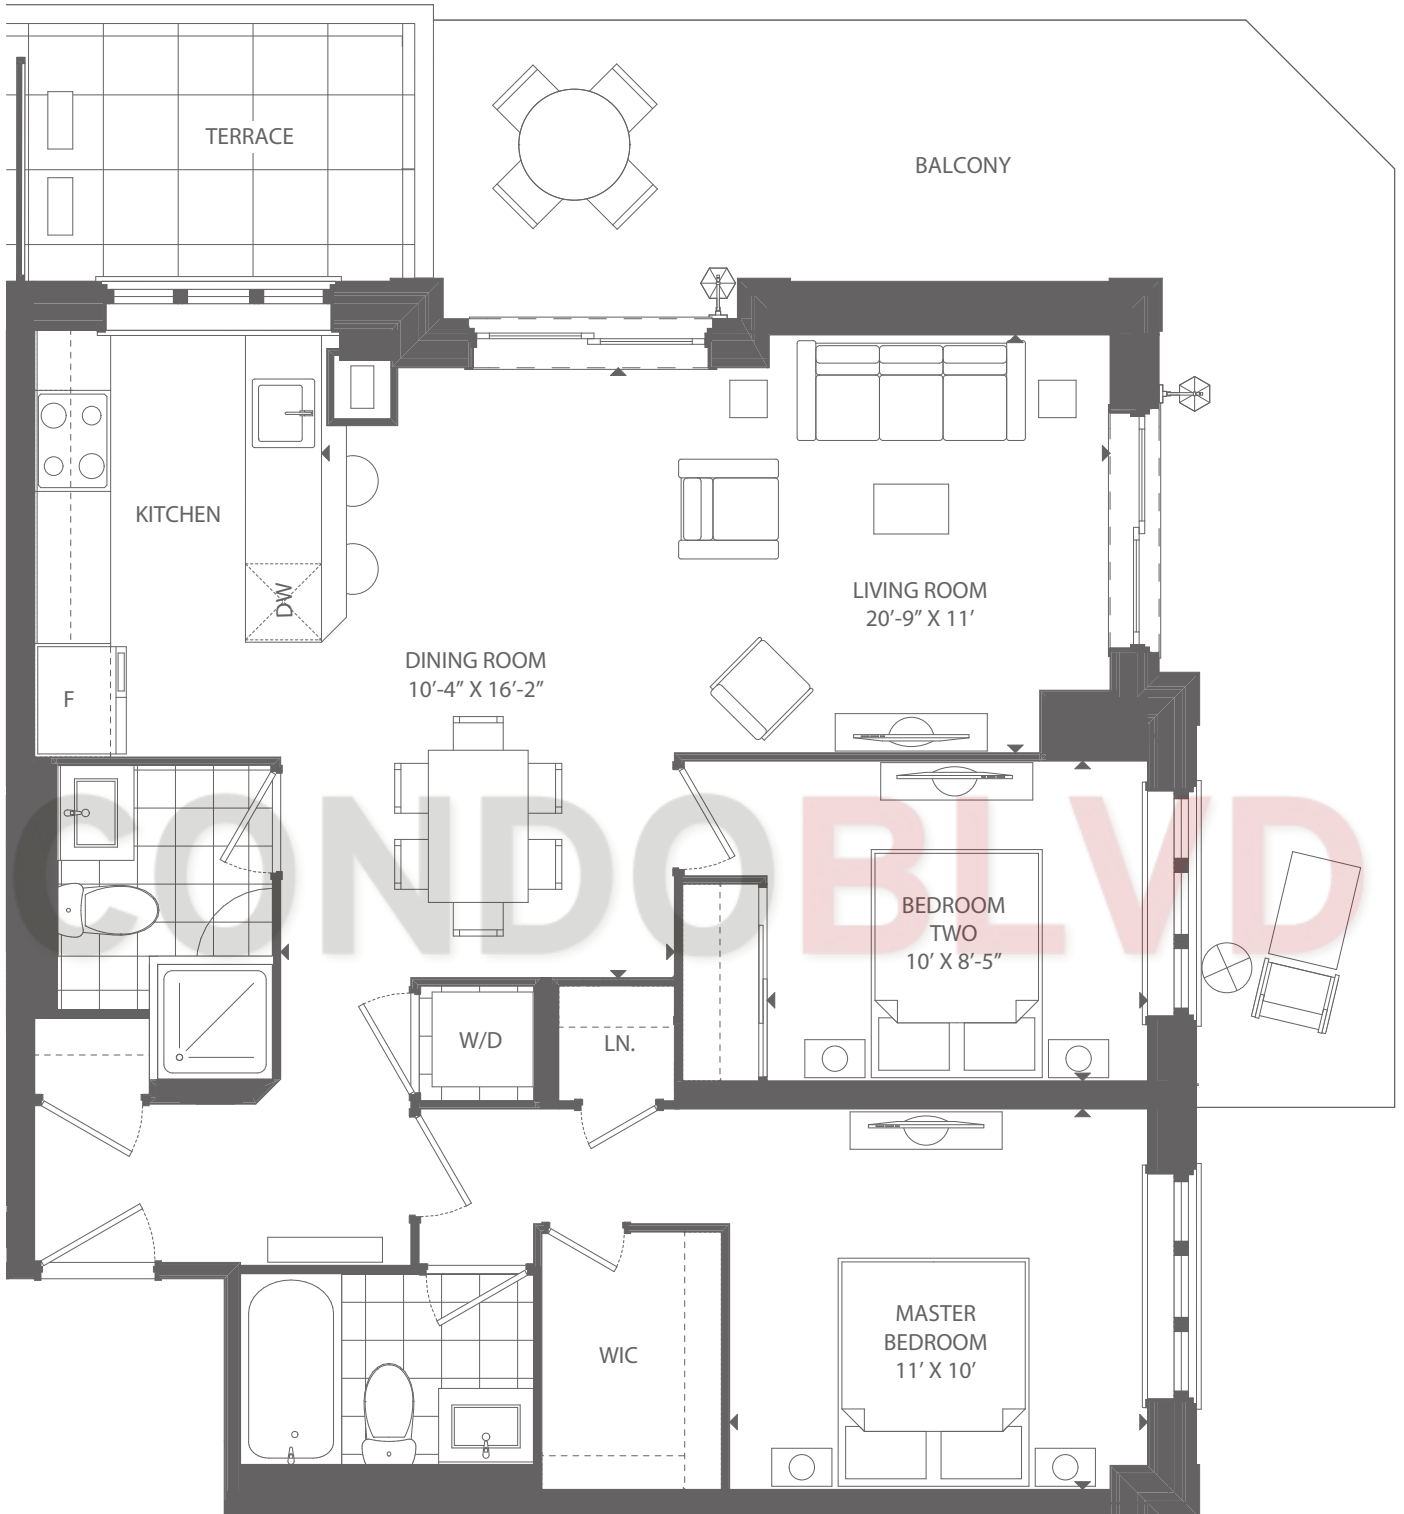 TERRACE
BALCONY
KITCHEN
DW
LIVING ROOM
20'-9" X 11'
DINING ROOM
10'-4" X 16'-2"
F
CONDOBLVD
BEDROOM
TWO
10' X 8'-5"
W/D
LN.
MASTER
BEDROOM
11' X 10'
WIC